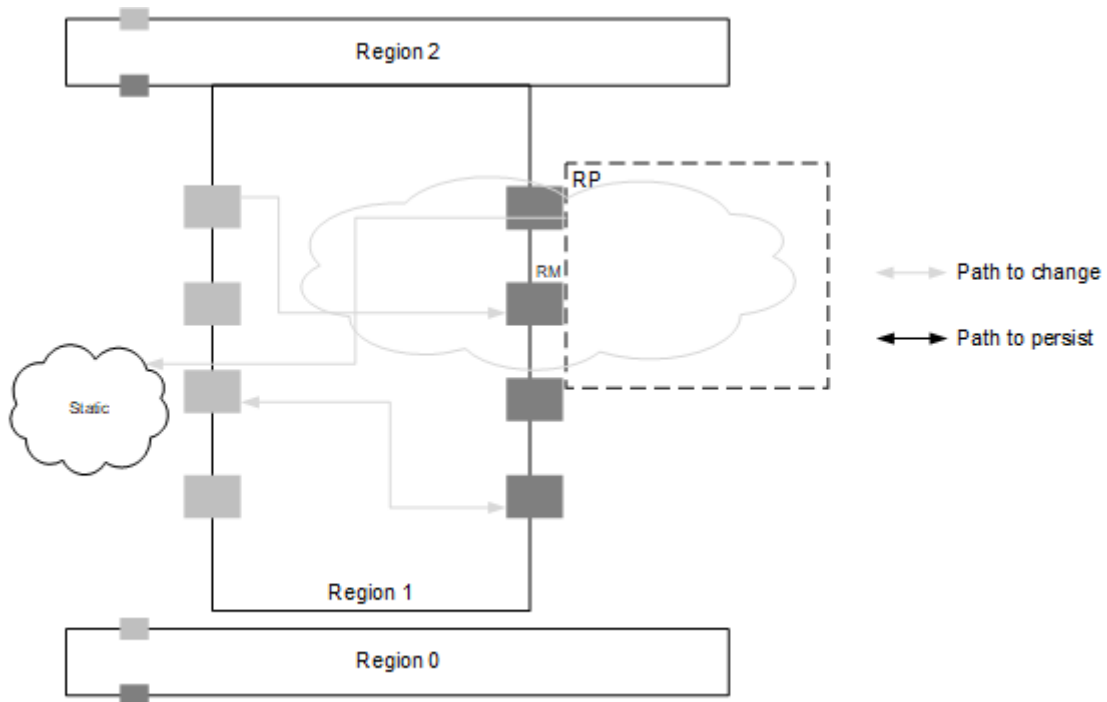 Region 2
RP
RM
Path to change
Path to persist
Static
Region 1
Region 0